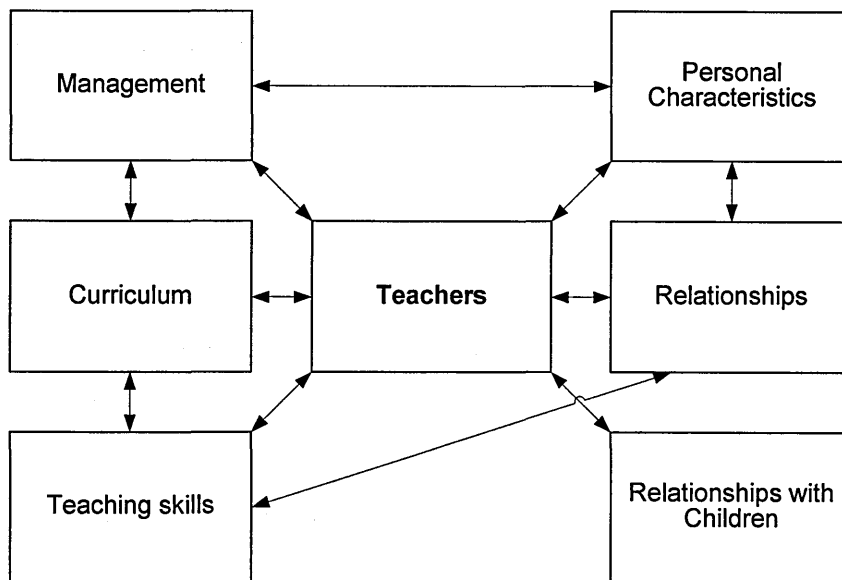 Management
Personal
Characteristics
Curriculum
Teachers
Relationships
Teaching skills
Relationships with
Children